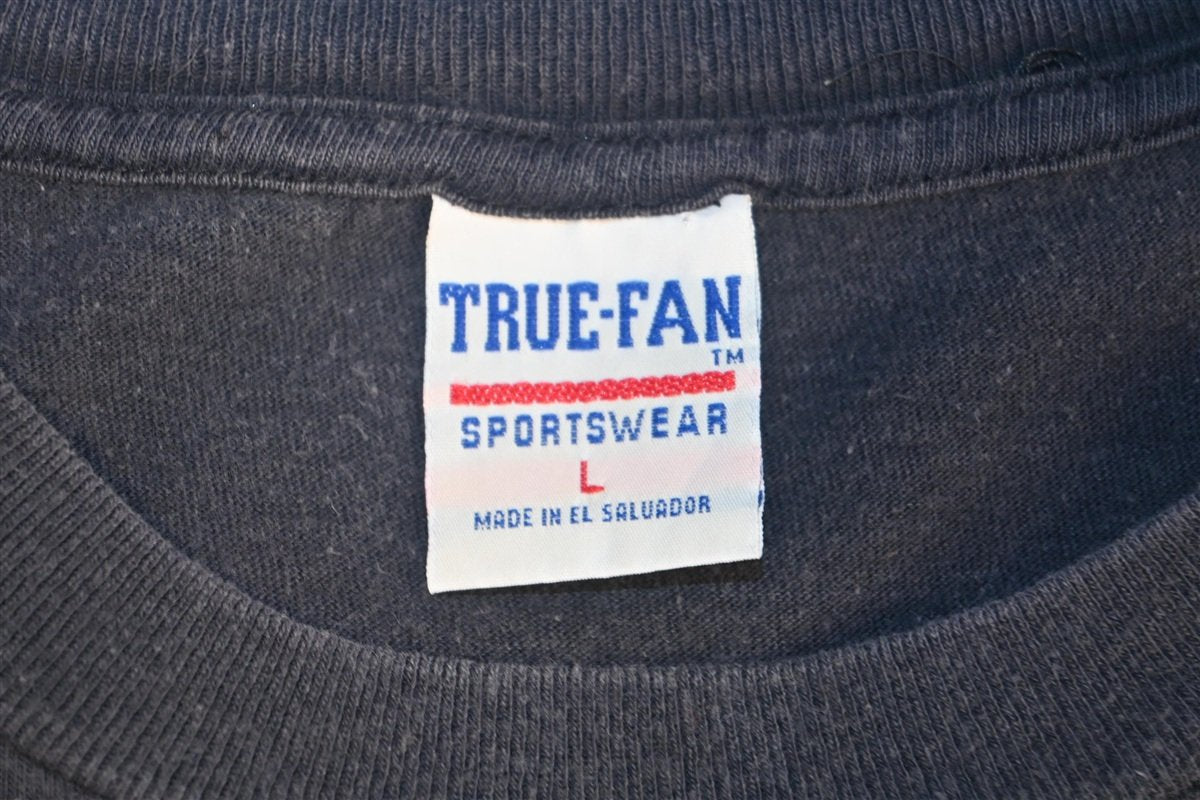 TRUE-FAN
TM
SPORTSWEAR
L
MADE IN EL SALVADOR